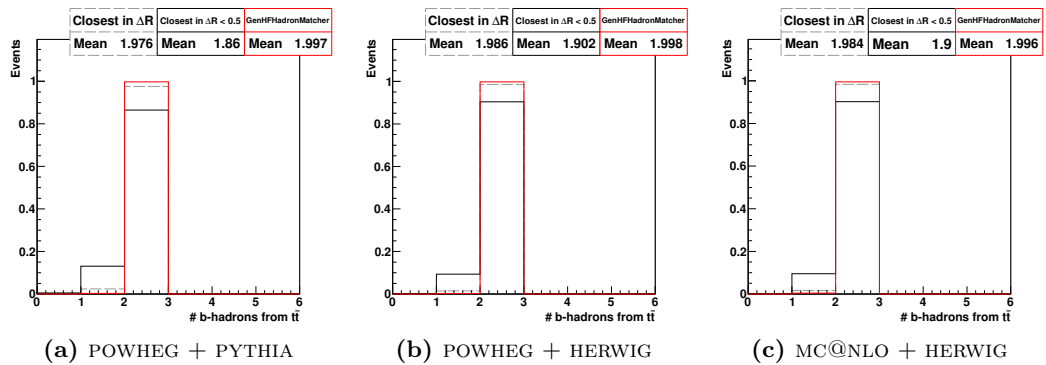 Closest in ΔR Closest in ΔR < 0.5 GenHFHadronMatcher
Mean 1.976 Mean 1.86 Mean 1.997
Events
1
0.8
0.6
0.4
0.2
0
0 1 2 3 4 5 6
# b-hadrons from tt̄
(a) POWHEG + PYTHIA
Closest in ΔR Closest in ΔR < 0.5 GenHFHadronMatcher
Mean 1.986 Mean 1.902 Mean 1.998
Events
1
0.8
0.6
0.4
0.2
0
0 1 2 3 4 5 6
# b-hadrons from tt̄
(b) POWHEG + HERWIG
Closest in ΔR Closest in ΔR < 0.5 GenHFHadronMatcher
Mean 1.984 Mean 1.9 Mean 1.996
Events
1
0.8
0.6
0.4
0.2
0
0 1 2 3 4 5 6
# b-hadrons from tt̄
(c) MC@NLO + HERWIG